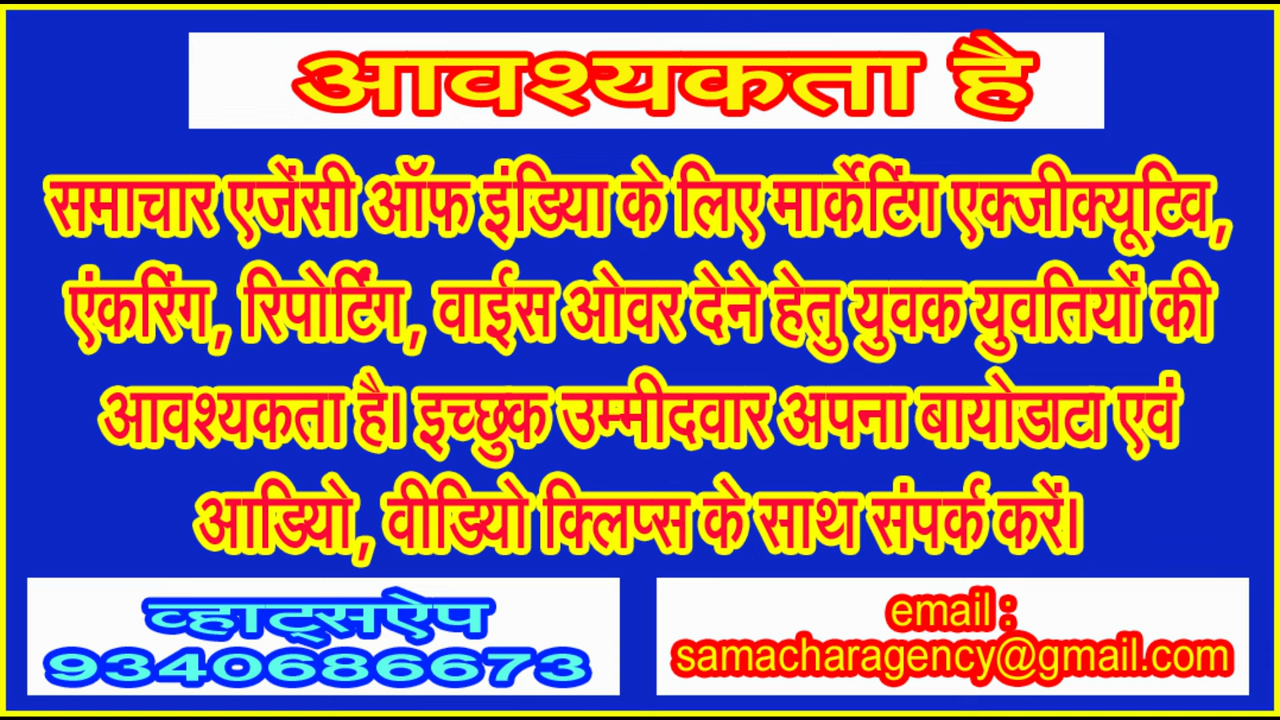 आवश्यकता है
समाचार एजेंसी ऑफ इंडिया के लिए मार्केटिंग एक्जीक्यूटिव,
एंकरिंग, रिपोर्टिंग, वाईस ओवर देने हेतु युवक युवतियों की
आवश्यकता है। इच्छुक उम्मीदवार अपना बायोडाटा एवं
आडियो, वीडियो क्लिप्स के साथ संपर्क करें।
व्हाट्सऐप
9340686673
email :
samacharagency@gmail.com